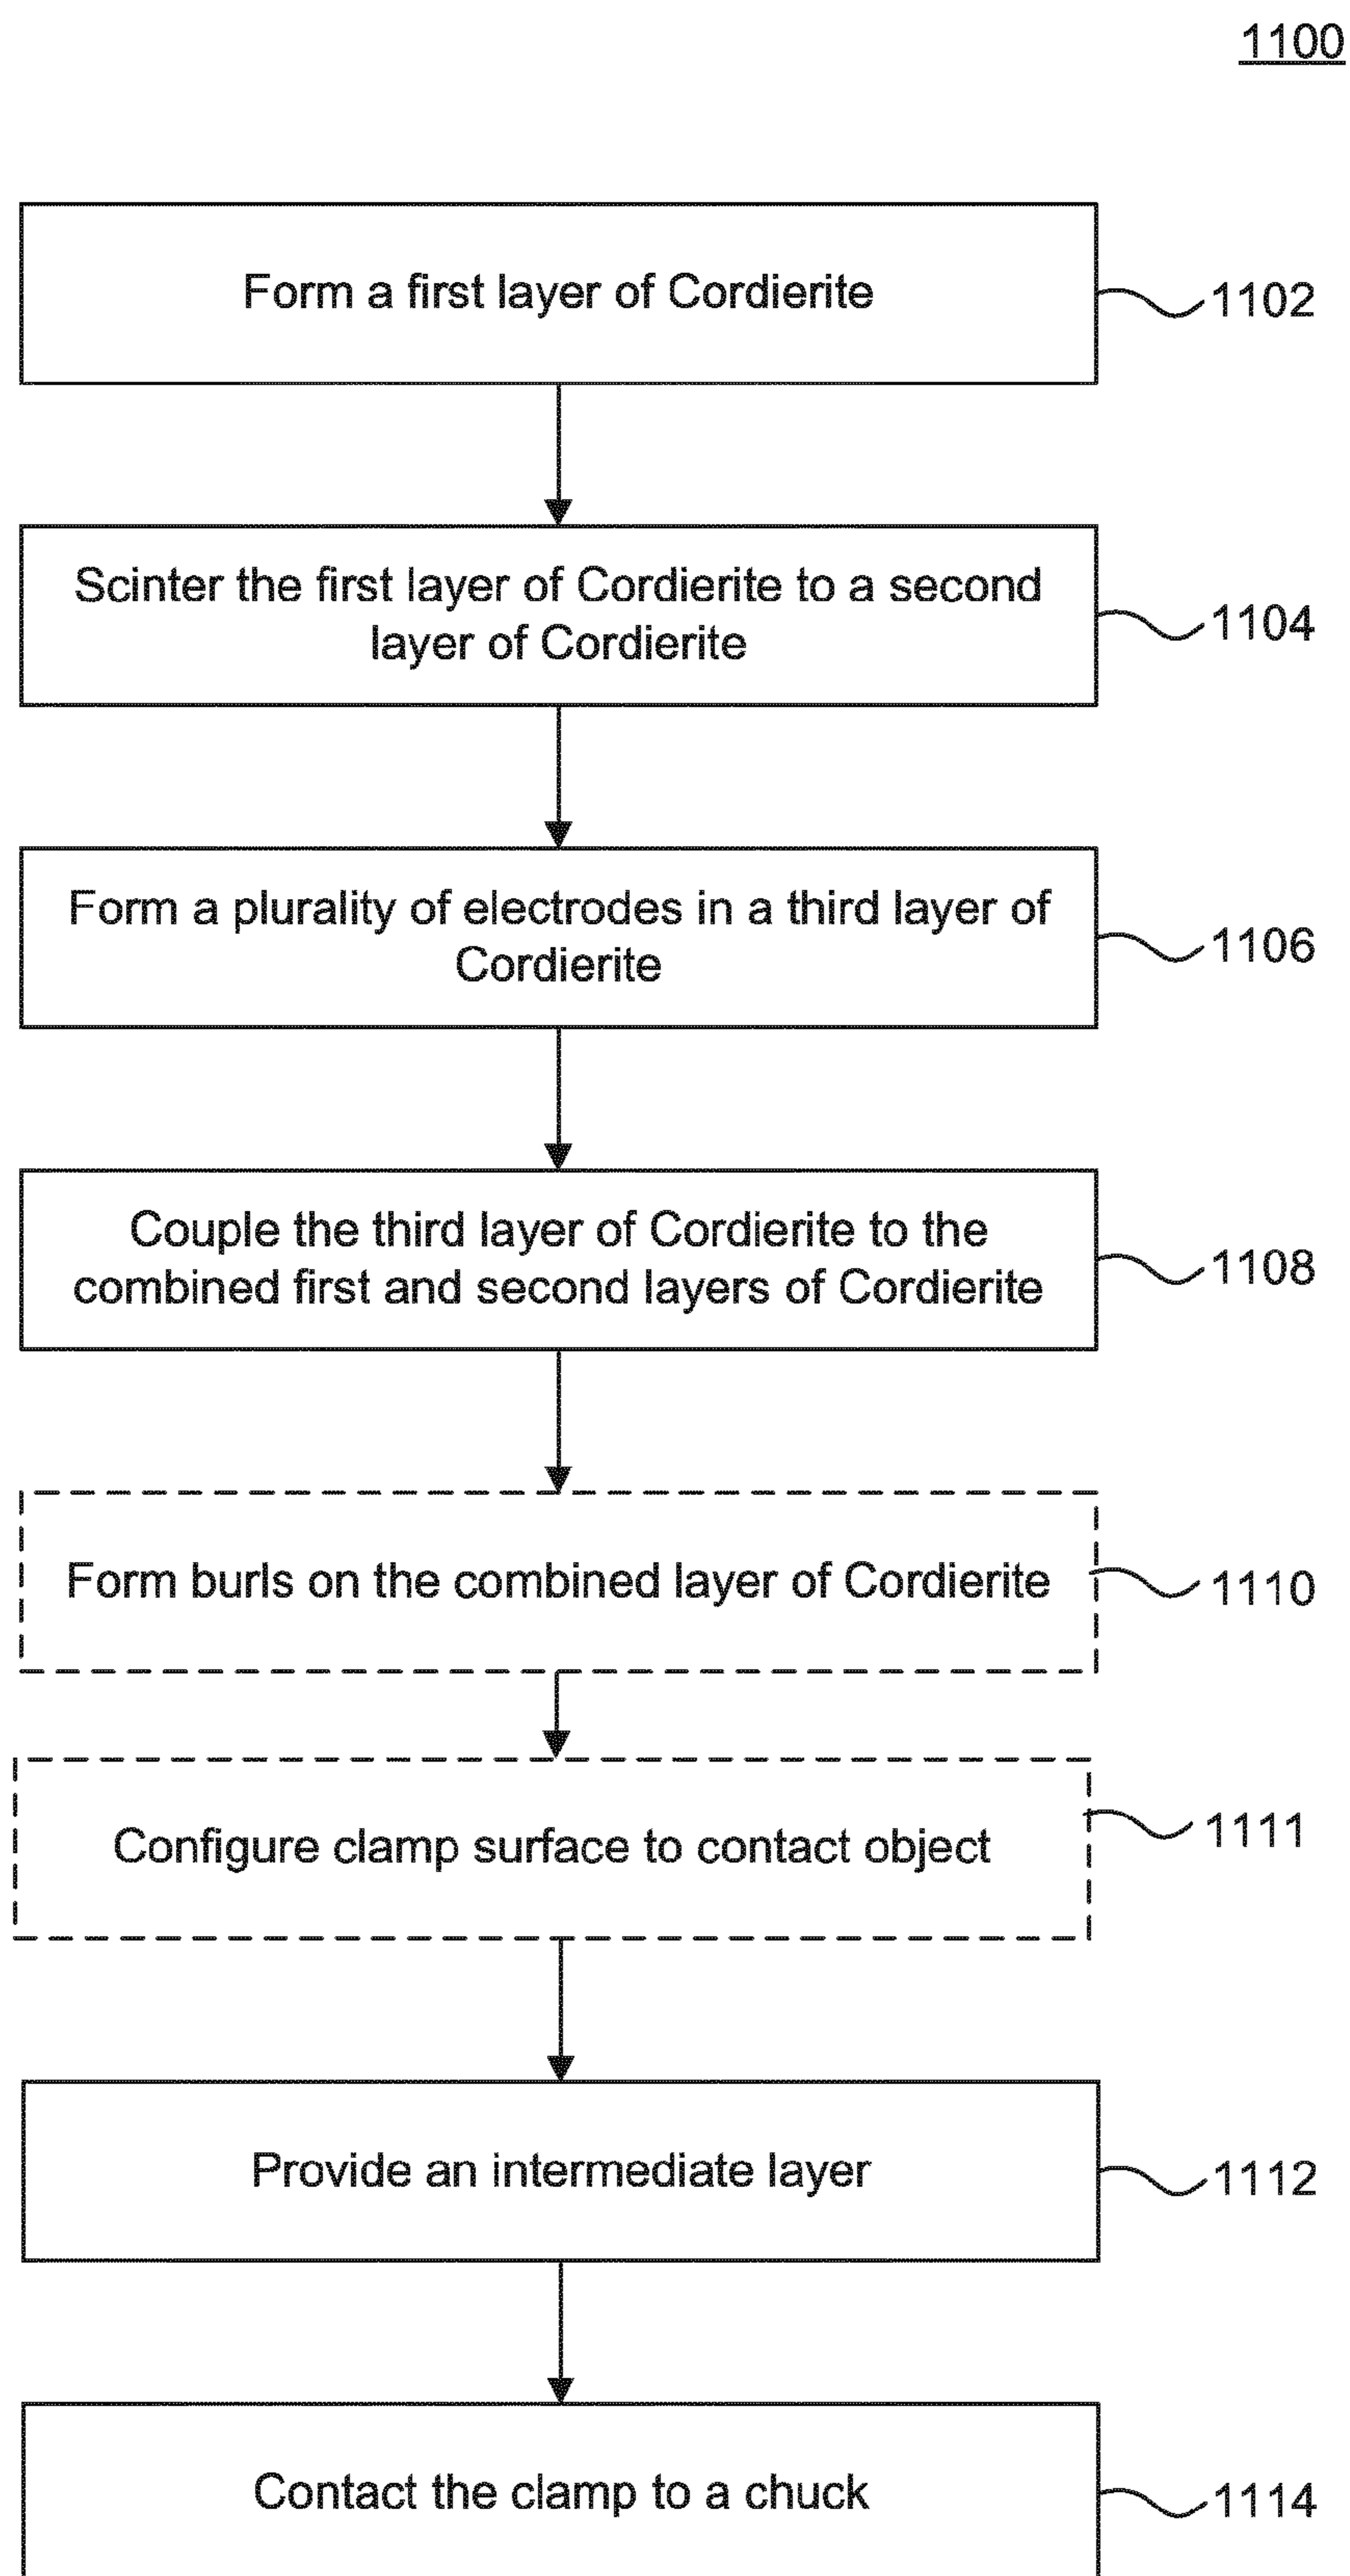 1100
Form a first layer of Cordierite
1102
Scinter the first layer of Cordierite to a second
layer of Cordierite
1104
Form a plurality of electrodes in a third layer of
Cordierite
1106
Couple the third layer of Cordierite to the
combined first and second layers of Cordierite
1108
Form burls on the combined layer of Cordierite
1110
Configure clamp surface to contact object
1111
Provide an intermediate layer
1112
Contact the clamp to a chuck
1114